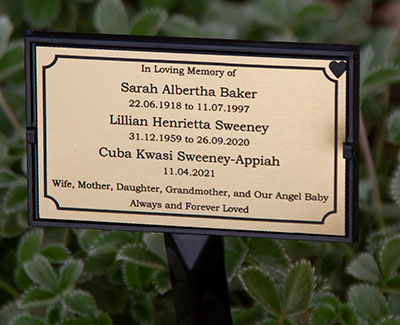 In Loving Memory of
Sarah Albertha Baker
22.06.1918 to 11.07.1997
Lillian Henrietta Sweeney
31.12.1959 to 26.09.2020
Cuba Kwasi Sweeney-Appiah
11.04.2021
Wife, Mother, Daughter, Grandmother, and Our Angel Baby
Always and Forever Loved